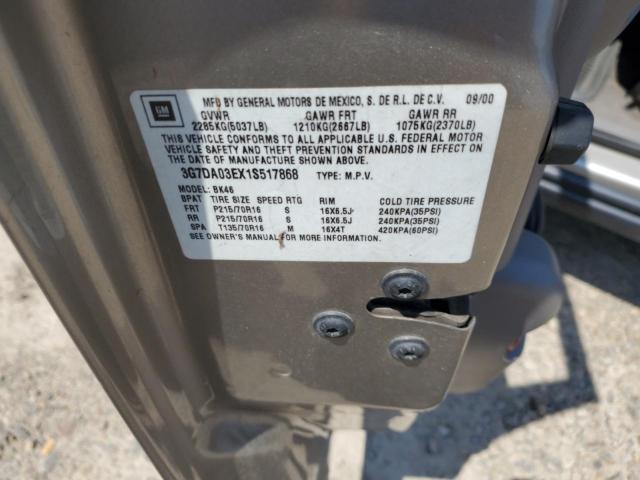 GM
MFD BY GENERAL MOTORS DE MEXICO, S. DE R.L. DE C.V. 09/00
GVWR GAWR FRT GAWR RR
2285KG(5037LB) 1210KG(2667LB) 1075KG(2370LB)
THIS VEHICLE CONFORMS TO ALL APPLICABLE U.S. FEDERAL MOTOR
VEHICLE SAFETY AND THEFT PREVENTION STANDARDS IN EFFECT ON
THE DATE OF MANUFACTURE SHOWN ABOVE.
3G7DA03EX1S517868 TYPE: M.P.V.
MODEL: BK46
BPAT TIRE SIZE SPEED RTG RIM COLD TIRE PRESSURE
FRT P215/70R16 S 16X6.5J 240KPA(35PSI)
RR P215/70R16 S 16X6.5J 240KPA(35PSI)
SPA T135/70R16 M 16X4T 420KPA(60PSI)
SEE OWNER'S MANUAL FOR MORE INFORMATION.